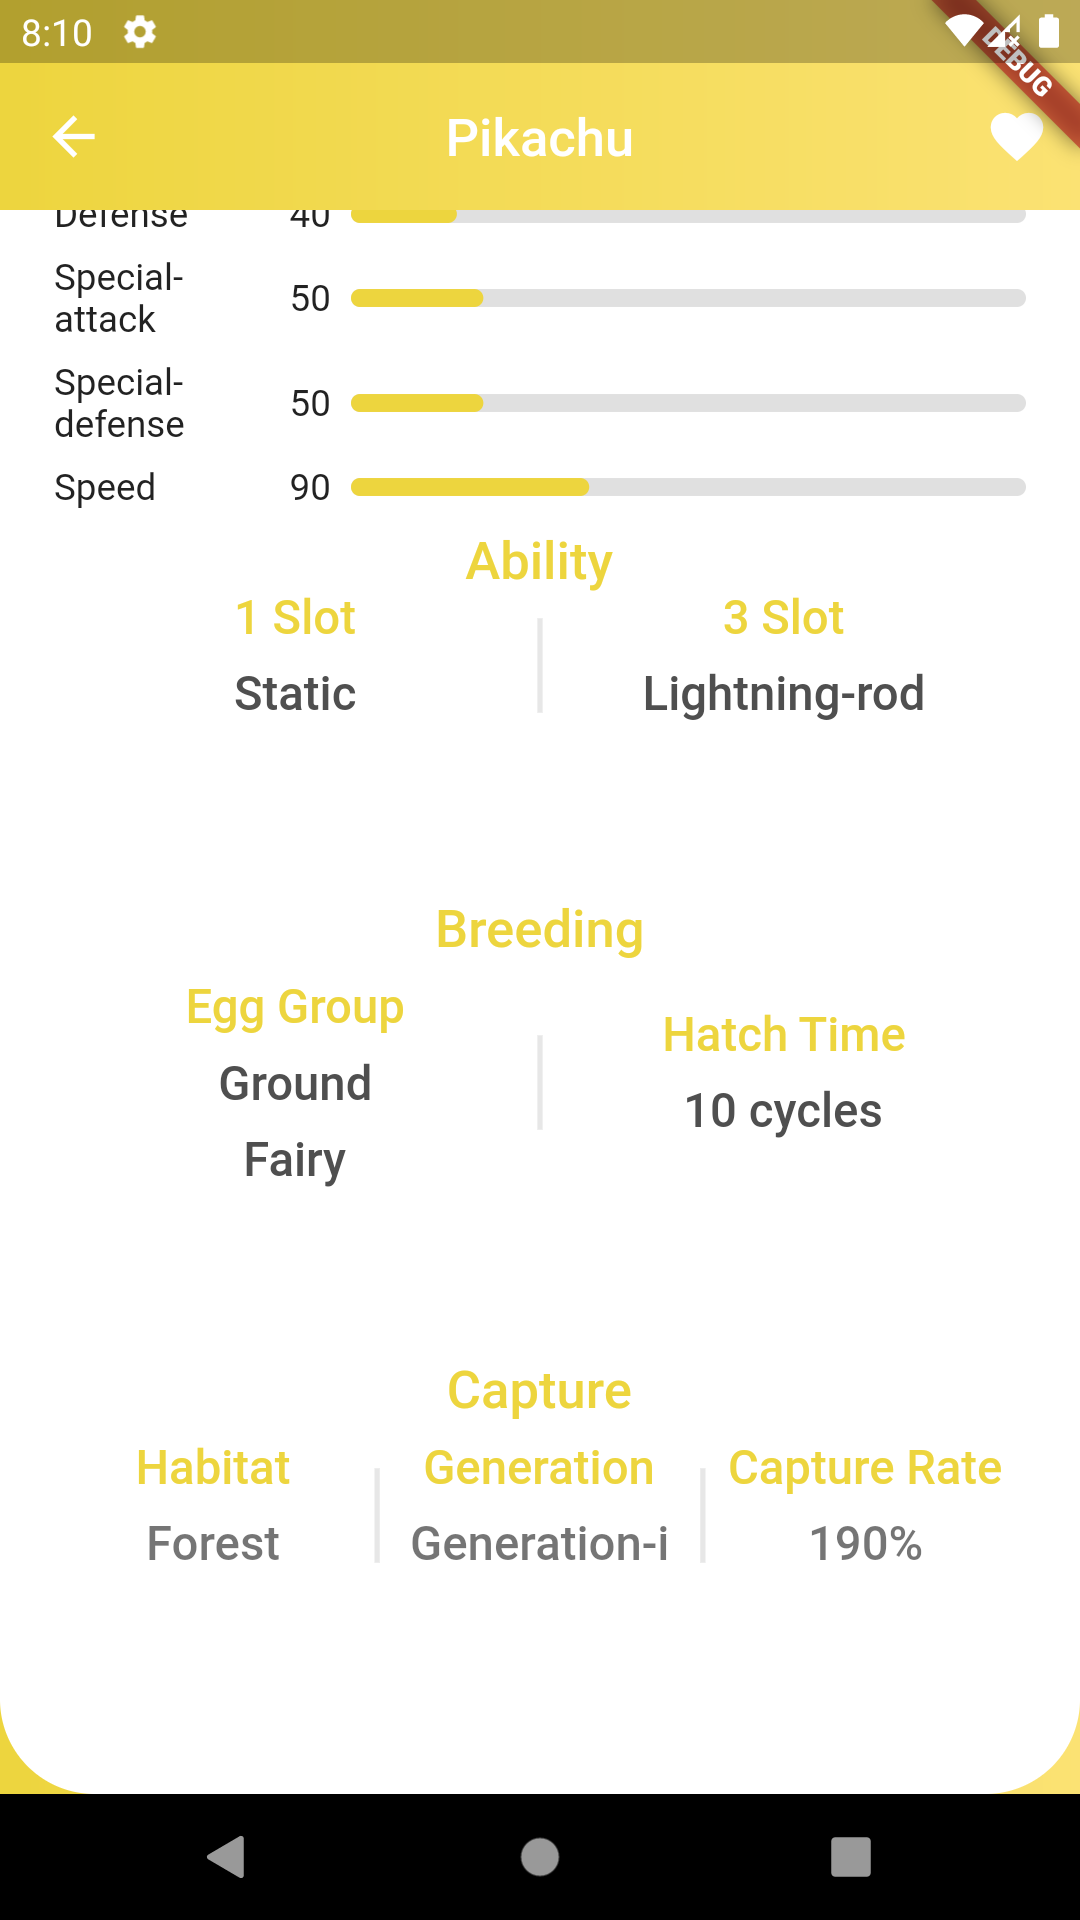 8:10
DEBUG
Pikachu
Defense 40
Special-
attack 50
Special-
defense 50
Speed 90
Ability
1 Slot 3 Slot
Static Lightning-rod
Breeding
Egg Group
Hatch Time
Ground
10 cycles
Fairy
Capture
Habitat Generation Capture Rate
Forest Generation-i 190%